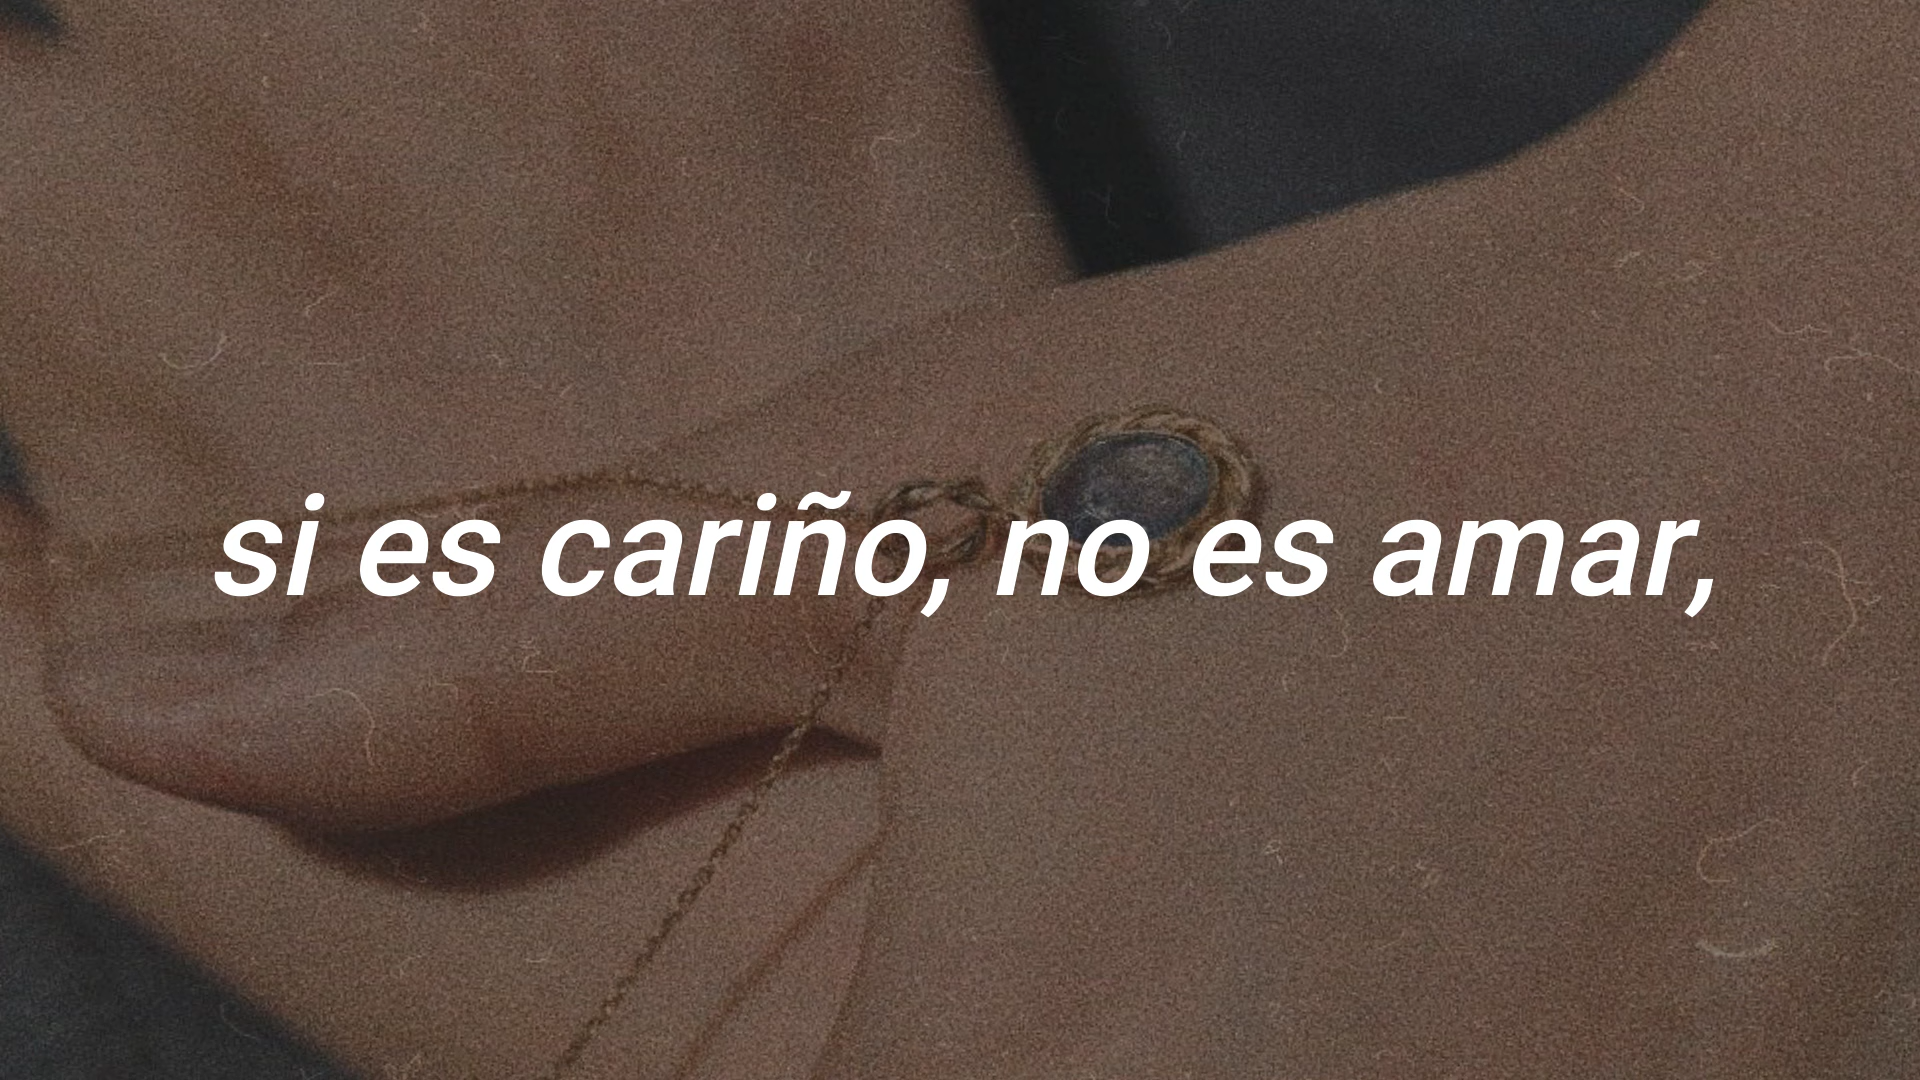 si es cariño, no es amar,